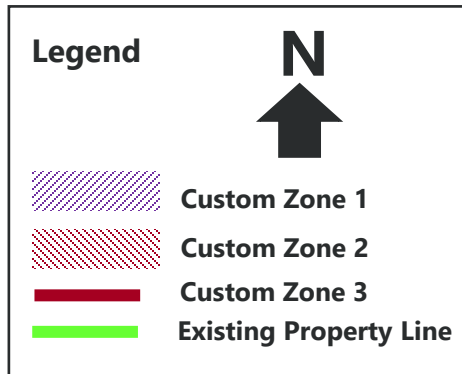 Legend
N
Custom Zone 1
Custom Zone 2
Custom Zone 3
Existing Property Line